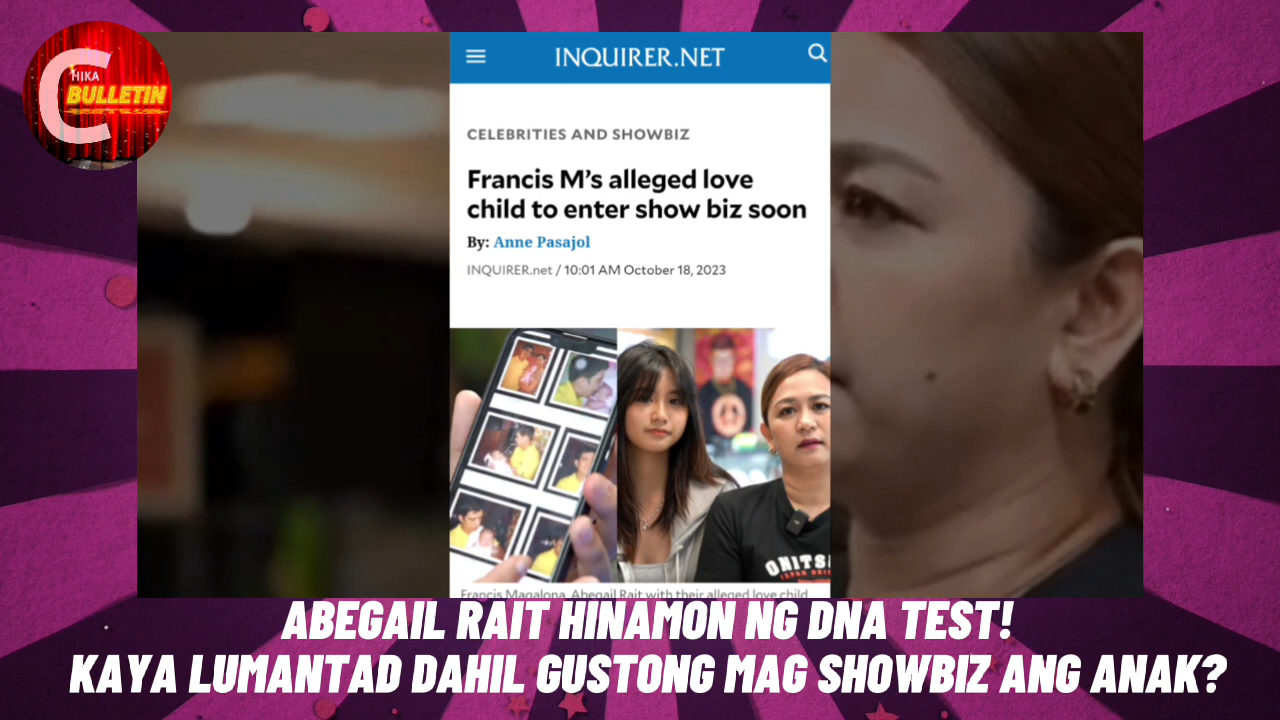 CHIKA
BULLETIN
INQUIRER.NET
CELEBRITIES AND SHOWBIZ
Francis M's alleged love
child to enter show biz soon
By: Anne Pasajol
INQUIRER.net / 10:01 AM October 18, 2023
ONITS
Francis Magalona, Abegail Rait with their alleged love child
ABEGAIL RAIT HINAMON NG DNA TEST!
KAYA LUMANTAD DAHIL GUSTONG MAG SHOWBIZ ANG ANAK?